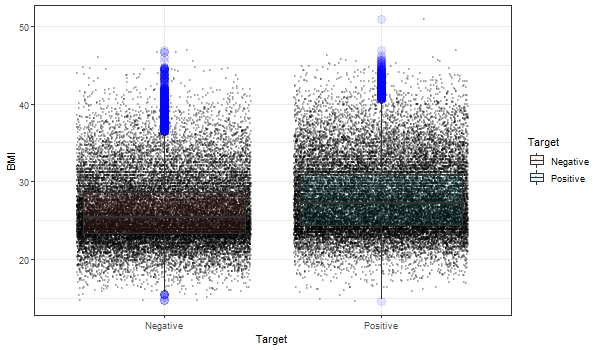 50
40
30
20
BMI
Negative
Positive
Target
Target
Negative
Positive